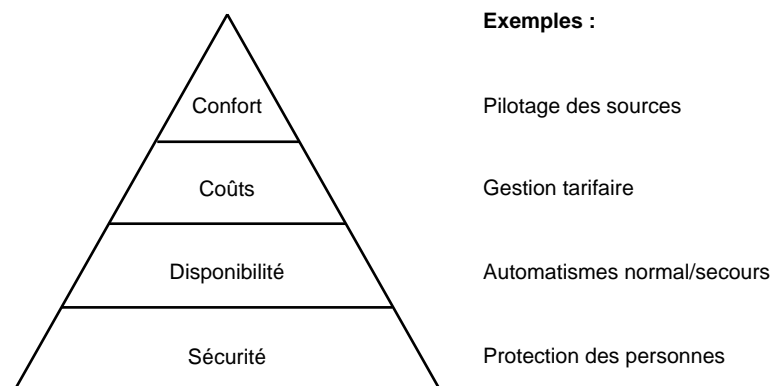 Exemples :
Confort
Pilotage des sources
Coûts
Gestion tarifaire
Disponibilité
Automatismes normal/secours
Sécurité
Protection des personnes